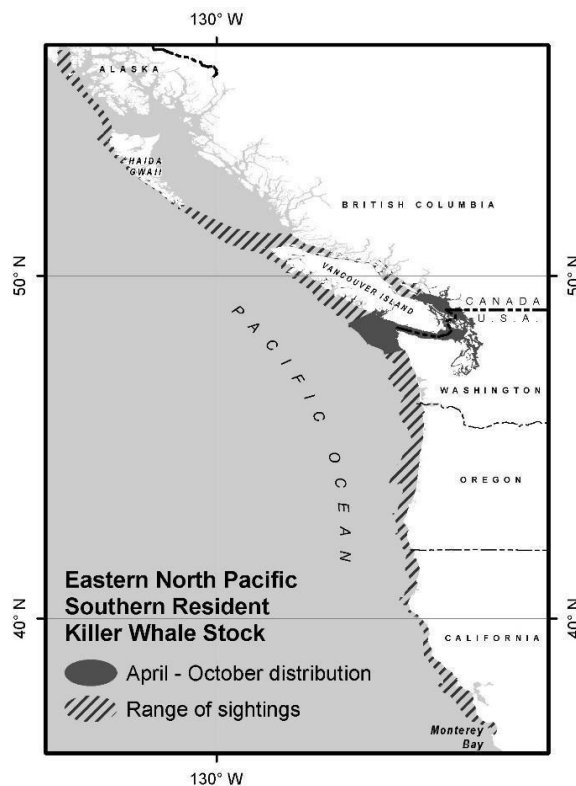 130° W
ALASKA
HAIDA
GWAII
BRITISH COLUMBIA
50° N
50° N
VANCOUVER ISLAND
CANADA
U.S.A.
PACIFIC OCEAN
WASHINGTON
OREGON
Eastern North Pacific
Southern Resident
Killer Whale Stock
40° N
40° N
CALIFORNIA
April - October distribution
Range of sightings
Monterey
Bay
130° W